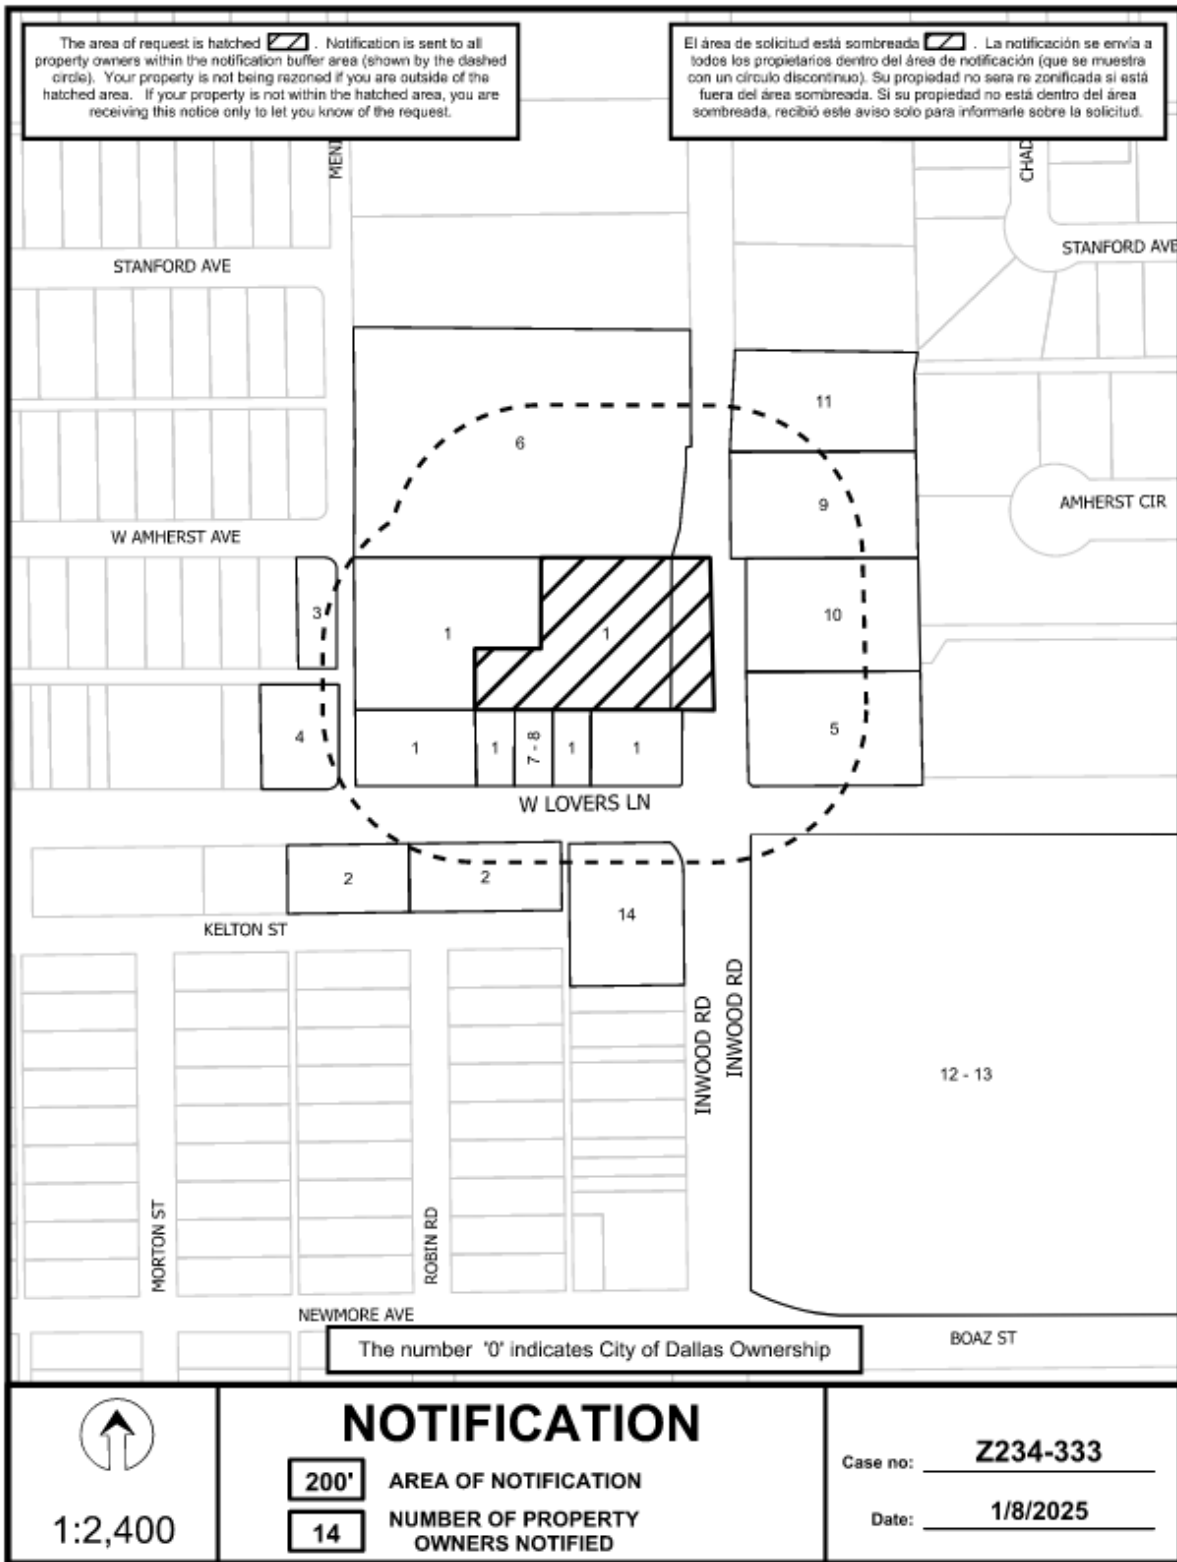 The area of request is hatched . Notification is sent to all
property owners within the notification buffer area (shown by the dashed
circle). Your property is not being rezoned if you are outside of the
hatched area. If your property is not within the hatched area, you are
receiving this notice only to let you know of the request.
El área de solicitud está sombreada . La notificación se envía a
todos los propietarios dentro del área de notificación (que se muestra
con un círculo discontinuo). Su propiedad no sera re zonificada si está
fuera del área sombreada. Si su propiedad no está dentro del área
sombreada, recibió este aviso solo para informarle sobre la solicitud.
STANFORD AVE
STANFORD AVE
11
6
9
W AMHERST AVE
AMHERST CIR
3
1
1
10
4
1
1
7 - 8
1
1
5
W LOVERS LN
2
2
14
KELTON ST
INWOOD RD
INWOOD RD
12 - 13
MORTON ST
ROBIN RD
NEWMORE AVE
BOAZ ST
The number '0' indicates City of Dallas Ownership
1:2,400
NOTIFICATION
200' AREA OF NOTIFICATION
14 NUMBER OF PROPERTY
OWNERS NOTIFIED
Case no: Z234-333
Date: 1/8/2025